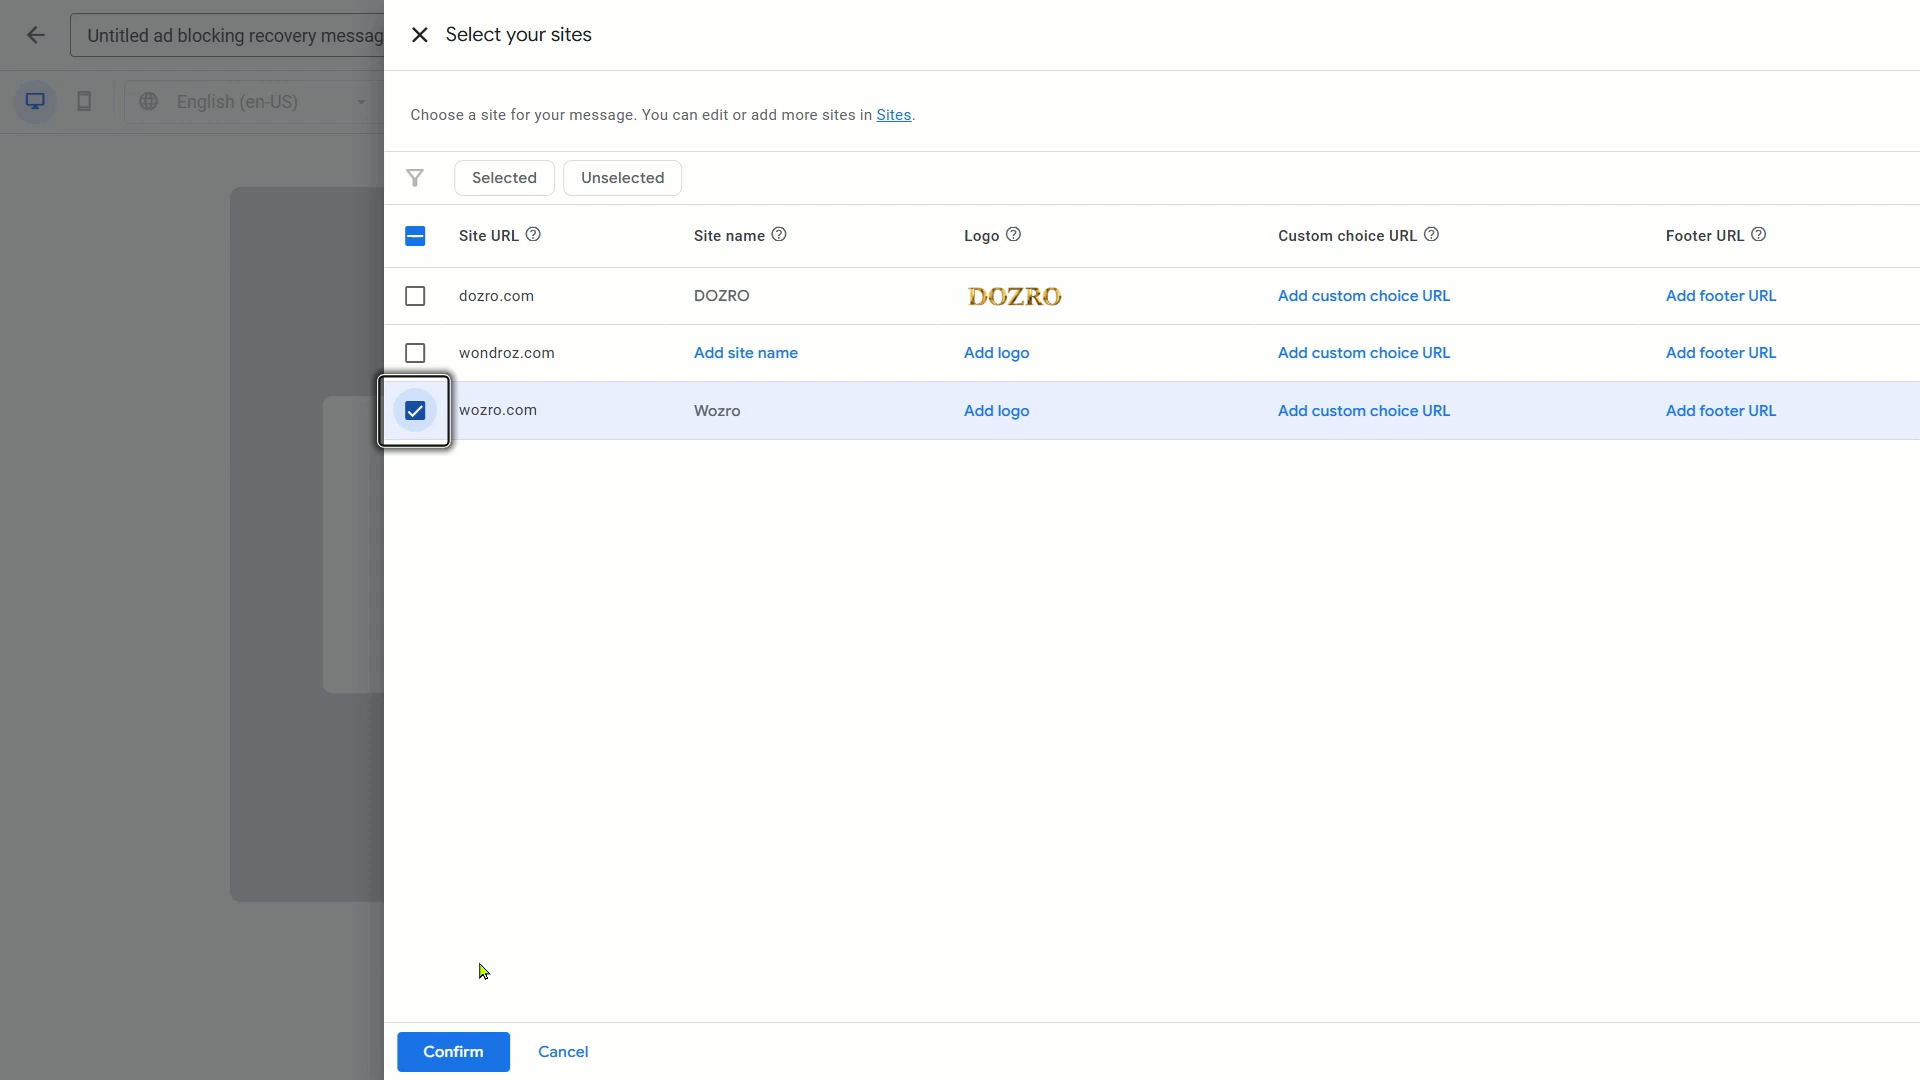 Untitled ad blocking recovery messag
English (en-US)
Select your sites
Choose a site for your message. You can edit or add more sites in Sites.
Selected Unselected
Site URL Site name Logo Custom choice URL Footer URL
dozro.com DOZRO DOZRO Add custom choice URL Add footer URL
wondroz.com Add site name Add logo Add custom choice URL Add footer URL
wozro.com Wozro Add logo Add custom choice URL Add footer URL
Confirm Cancel